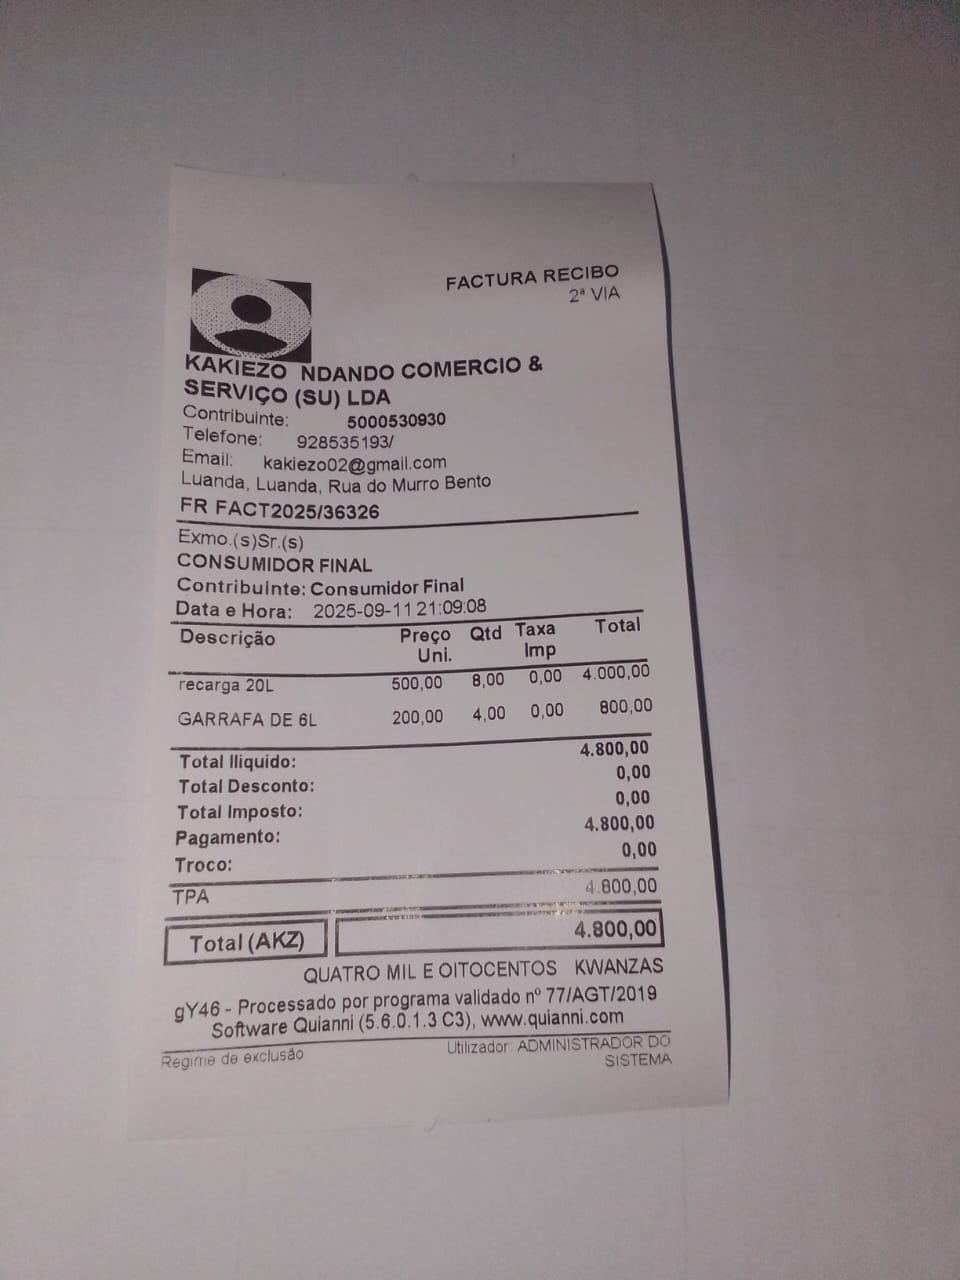 FACTURA RECIBO
2ª VIA
KAKIEZO NDANDO COMERCIO &
SERVIÇO (SU) LDA
Contribuinte: 5000530930
Telefone: 928535193/
Email: kakiezo02@gmail.com
Luanda, Luanda, Rua do Murro Bento
FR FACT2025/36326
Exmo.(s)Sr.(s)
CONSUMIDOR FINAL
Contribuinte: Consumidor Final
Data e Hora: 2025-09-11 21:09:08
Descrição Preço Uni. Qtd Taxa Imp Total
recarga 20L 500,00 8,00 0,00 4.000,00
GARRAFA DE 6L 200,00 4,00 0,00 800,00
Total Iliquido: 4.800,00
Total Desconto: 0,00
Total Imposto: 0,00
Pagamento: 4.800,00
Troco: 0,00
TPA 4.800,00
Total (AKZ) 4.800,00
QUATRO MIL E OITOCENTOS KWANZAS
gY46 - Processado por programa validado nº 77/AGT/2019
Software Quianni (5.6.0.1.3 C3), www.quianni.com
Regime de exclusão Utilizador: ADMINISTRADOR DO
SISTEMA